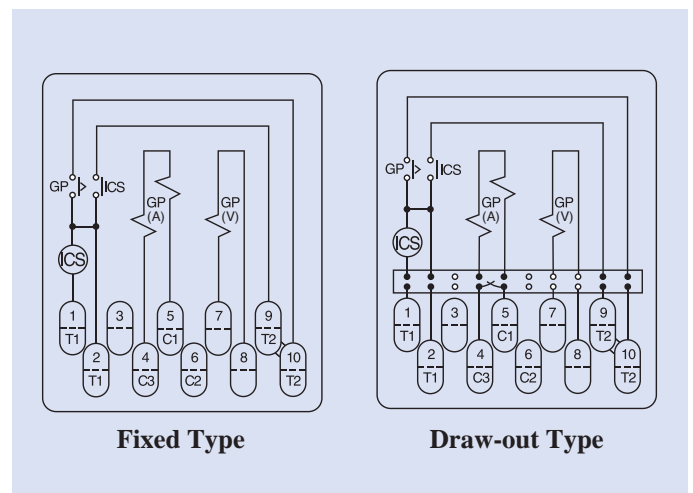 GP
ICS
GP
(A)
GP
(V)
ICS
1
T1
2
T1
3
4
C3
5
C1
6
C2
7
8
9
T2
10
T2
Fixed Type
GP
ICS
GP
(A)
GP
(V)
ICS
1
T1
2
T1
3
4
C3
5
C1
6
C2
7
8
9
T2
10
T2
Draw-out Type